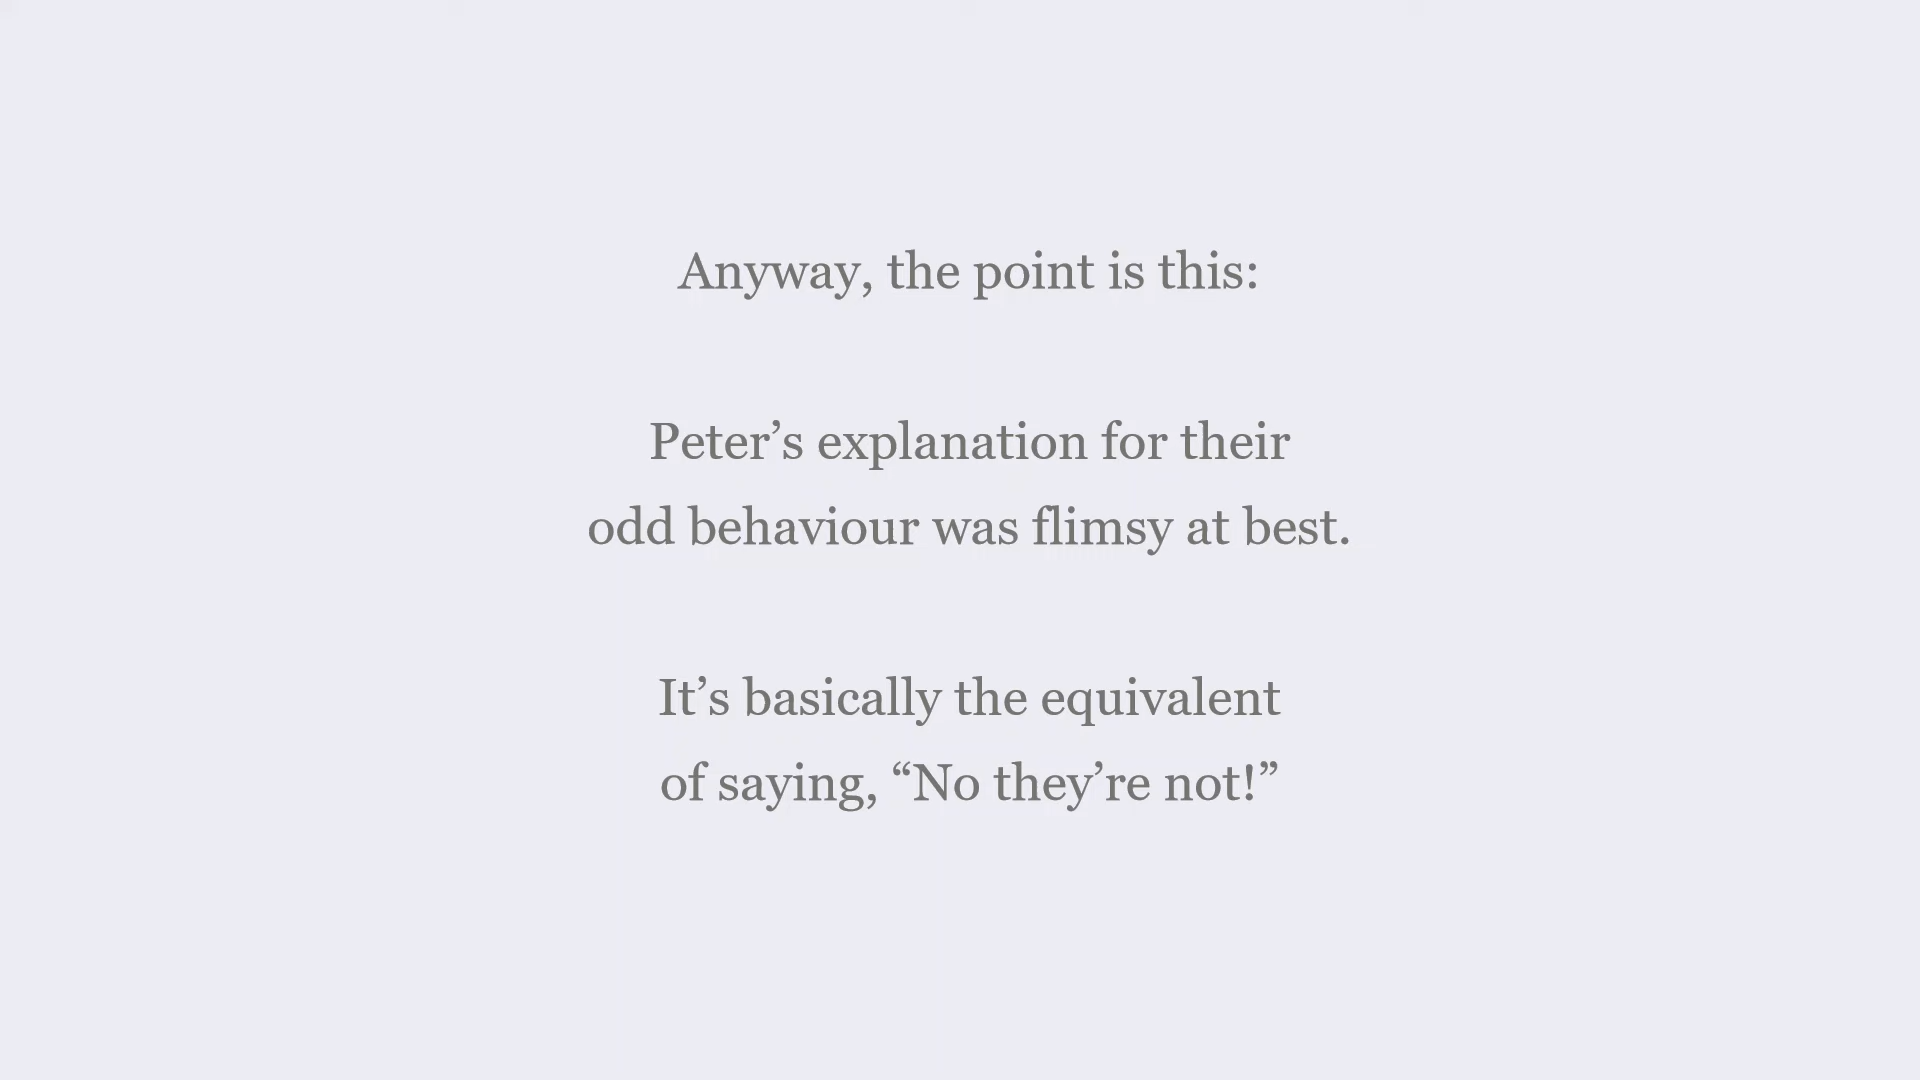 Anyway, the point is this:
Peter’s explanation for their
odd behaviour was flimsy at best.
It’s basically the equivalent
of saying, “No they’re not!”